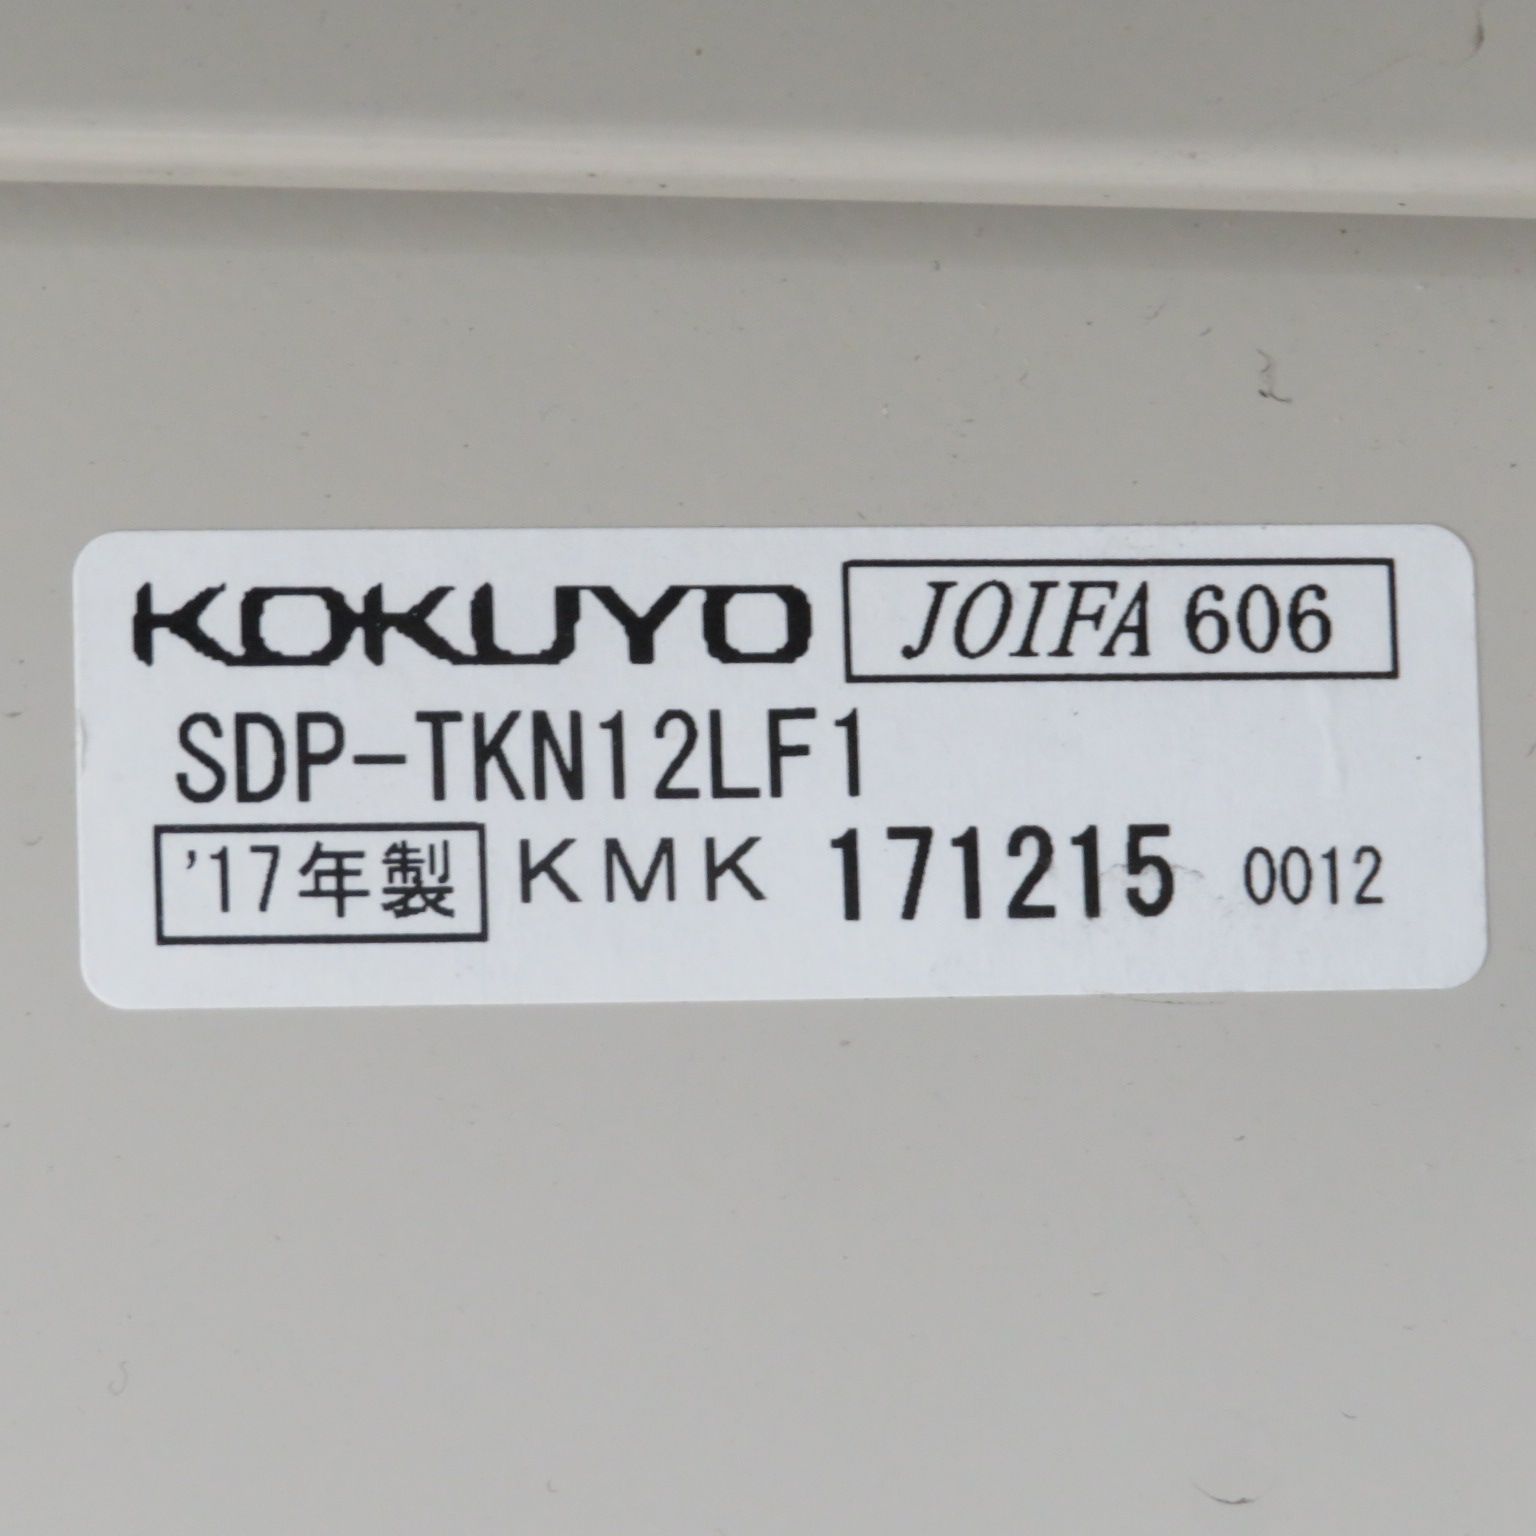 KOKUYO JOIFA 606
SDP-TKN12LF1
'17年製 KMK 171215 0012